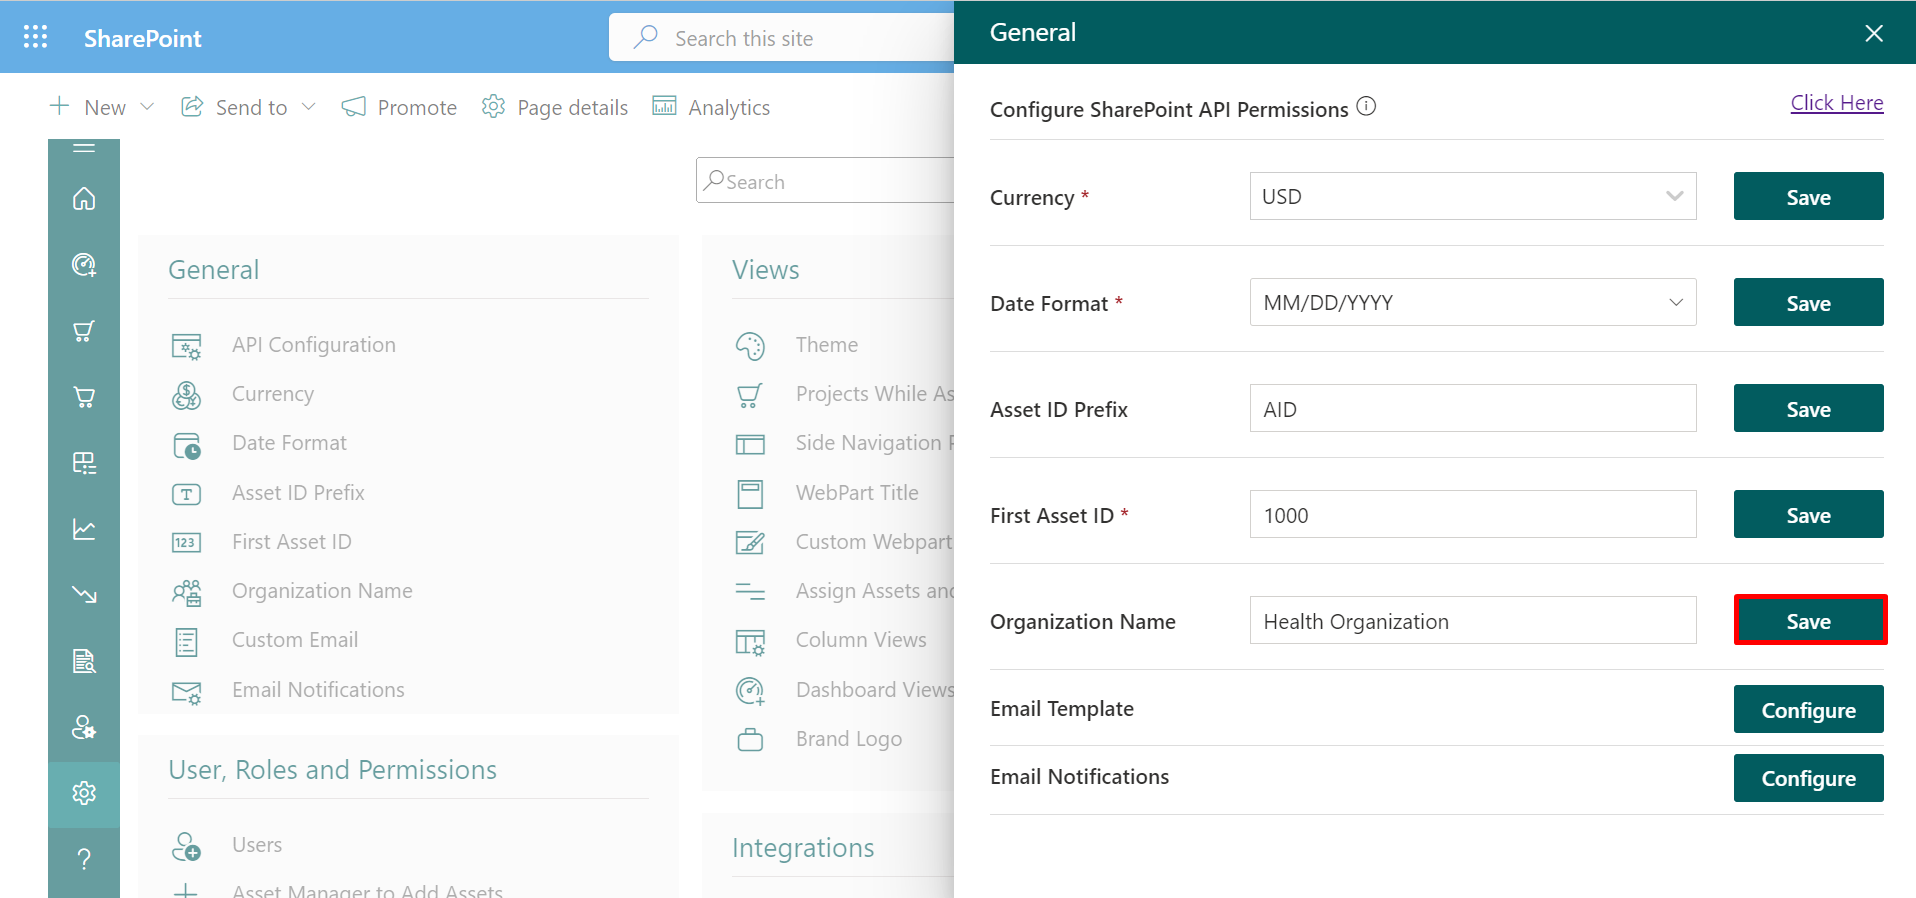 SharePoint
Search this site
New
Send to
Promote
Page details
Analytics
Search
General
API Configuration
Currency
Date Format
Asset ID Prefix
First Asset ID
Organization Name
Custom Email
Email Notifications
User, Roles and Permissions
Users
Asset Manager to Add Assets
Views
Theme
Projects While As
Side Navigation
WebPart Title
Custom Webpart
Assign Assets an
Column Views
Dashboard Views
Brand Logo
Integrations
General
Configure SharePoint API Permissions
Click Here
Currency *
USD
Save
Date Format *
MM/DD/YYYY
Save
Asset ID Prefix
AID
Save
First Asset ID *
1000
Save
Organization Name
Health Organization
Save
Email Template
Configure
Email Notifications
Configure